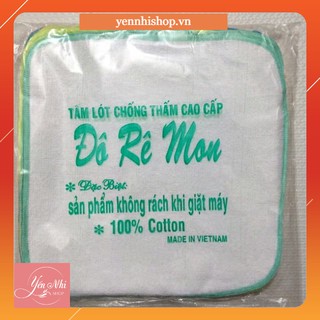 yennhishop.vn
TẤM LÓT CHỐNG THẤM CAO CẤP
Đô Rê Mon
* Đặc Biệt:
sản phẩm không rách khi giặt máy
* 100% Cotton
MADE IN VIETNAM
Yến Nhi
SHOP